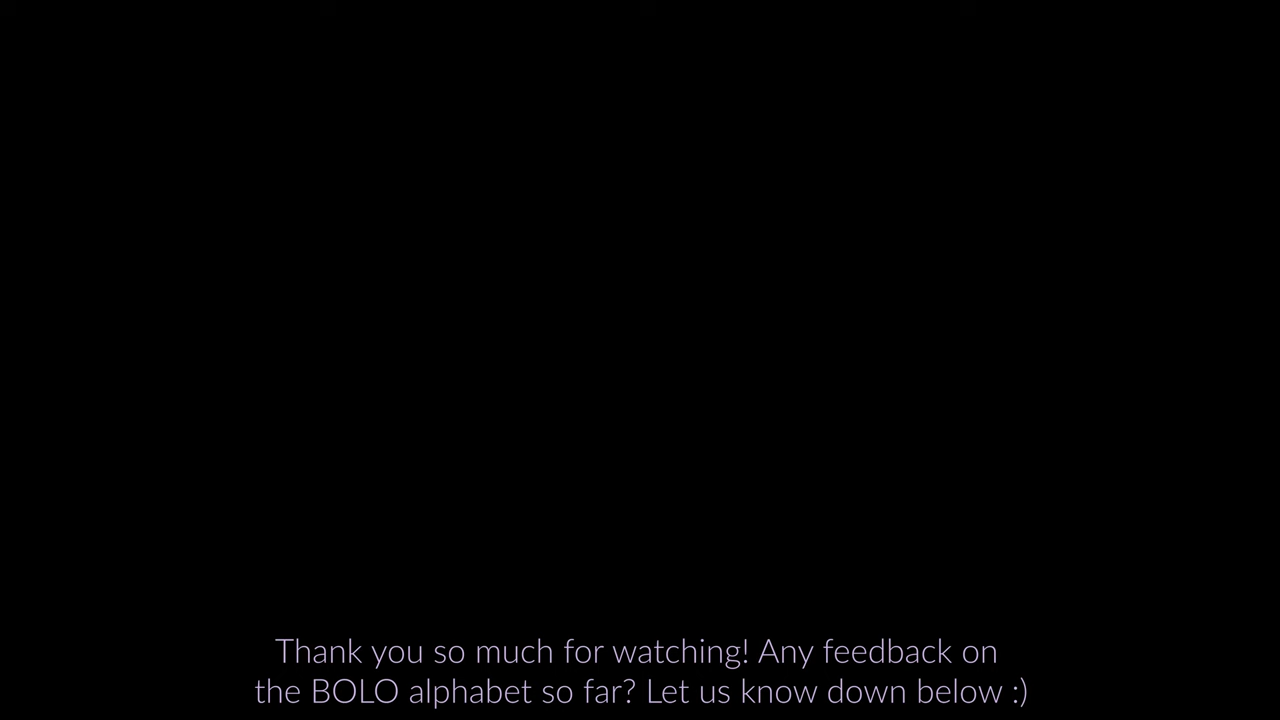 Thank you so much for watching! Any feedback on
the BOLO alphabet so far? Let us know down below :)